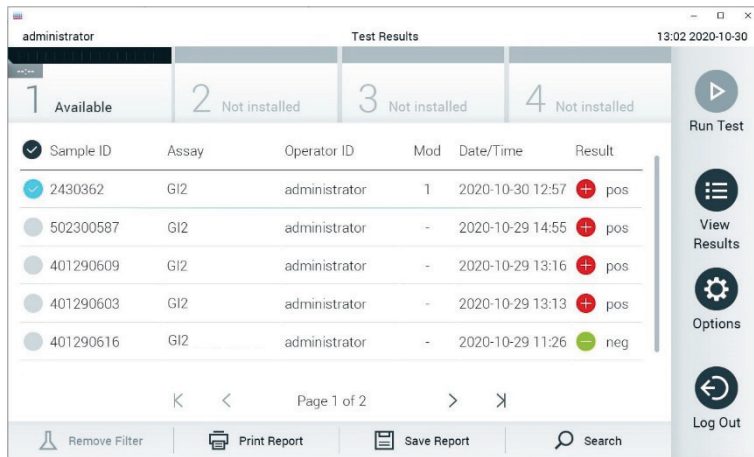 administrator Test Results 13:02 2020-10-30
--:--
1 Available 2 Not installed 3 Not installed 4 Not installed
Run Test
Sample ID Assay Operator ID Mod Date/Time Result
2430362 GI2 administrator 1 2020-10-30 12:57 pos
502300587 GI2 administrator - 2020-10-29 14:55 pos
View
Results
401290609 GI2 administrator - 2020-10-29 13:16 pos
401290603 GI2 administrator - 2020-10-29 13:13 pos
Options
401290616 GI2 administrator - 2020-10-29 11:26 neg
Page 1 of 2
Log Out
Remove Filter Print Report Save Report Search